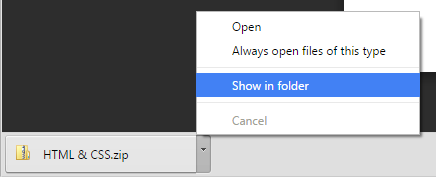 Open
Always open files of this type
Show in folder
Cancel
HTML & CSS.zip